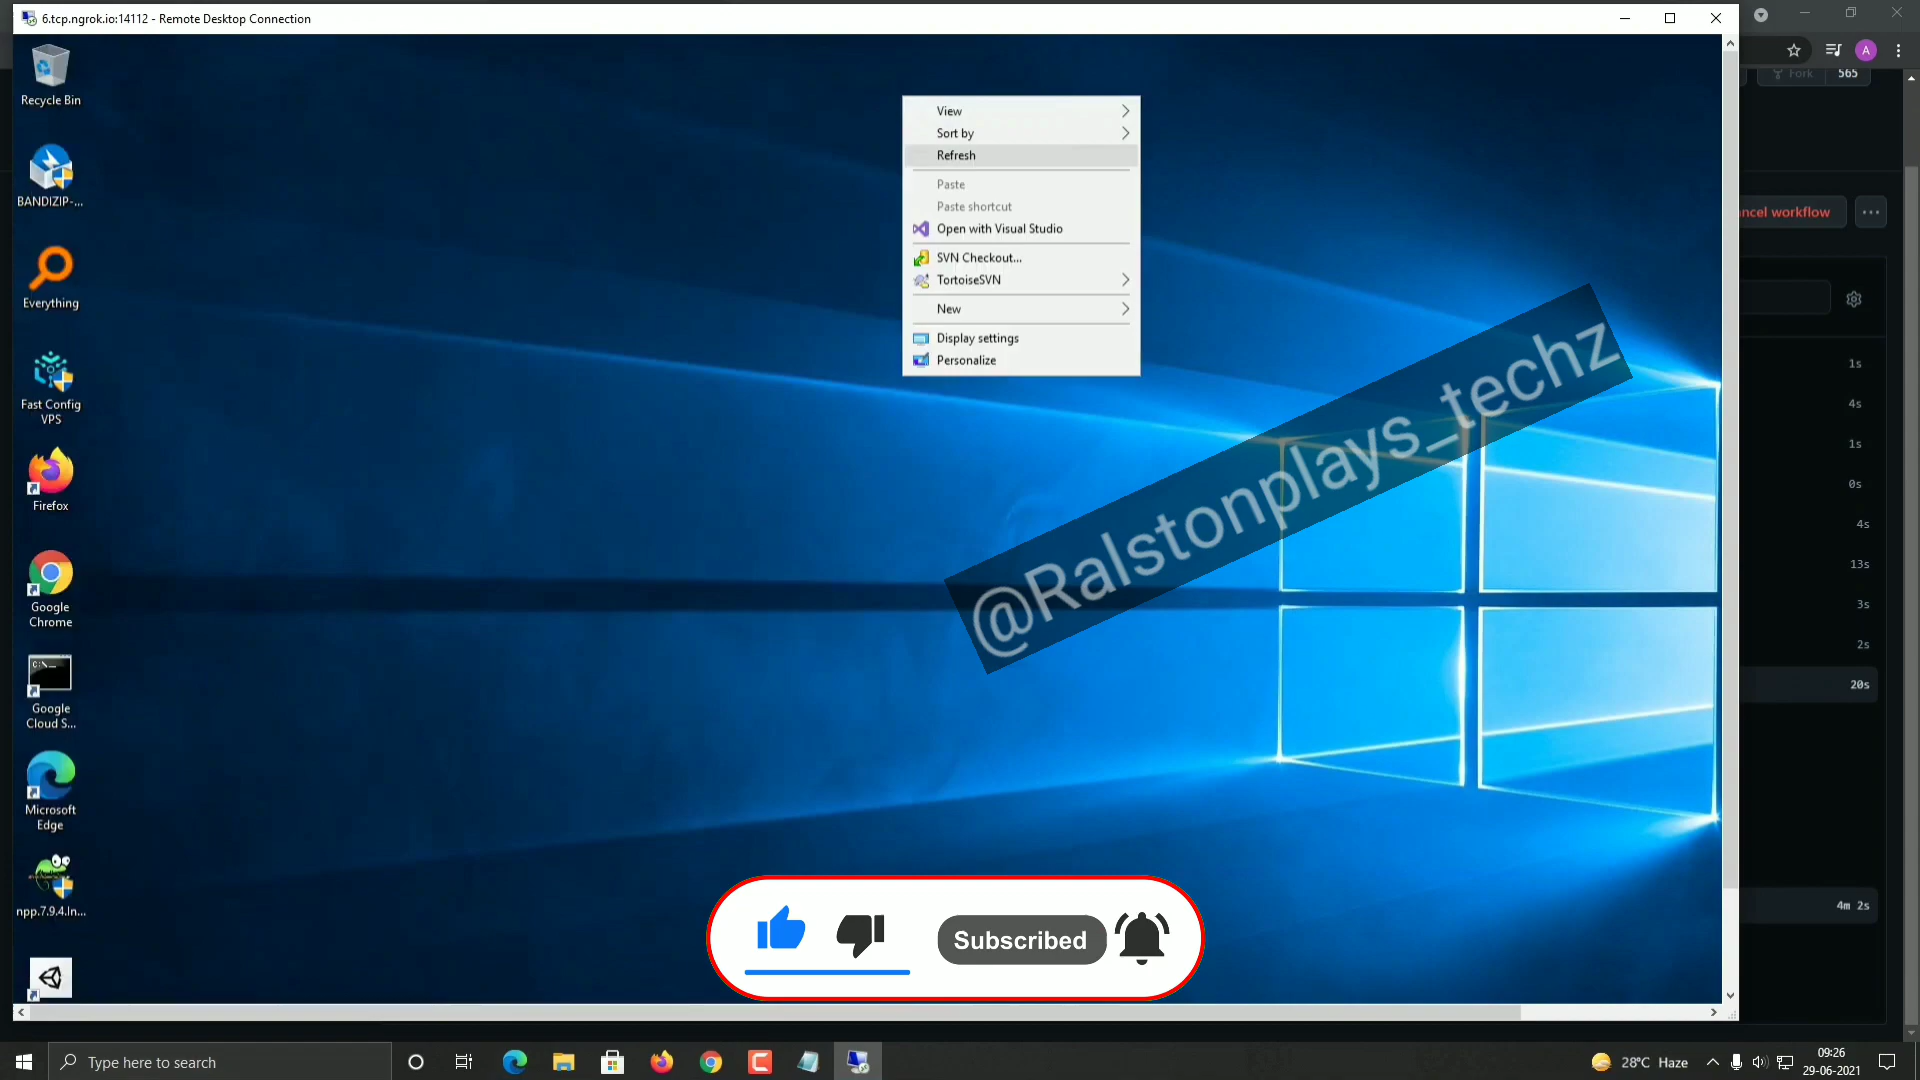 6.tcp.ngrok.io:14112 - Remote Desktop Connection
A
Fork
565
Recycle Bin
View
Sort by
Refresh
Paste
Paste shortcut
Open with Visual Studio
SVN Checkout...
TortoiseSVN
New
Display settings
Personalize
BANDIZIP-...
Everything
Fast Config
VPS
Firefox
Google
Chrome
C:\_
Google
Cloud S...
Microsoft
Edge
npp.7.9.4.In...
ncel workflow
1s
4s
1s
0s
4s
13s
3s
2s
20s
4m 2s
@Ralstonplays_techz
Subscribed
Type here to search
28°C Haze
09:26
29-06-2021